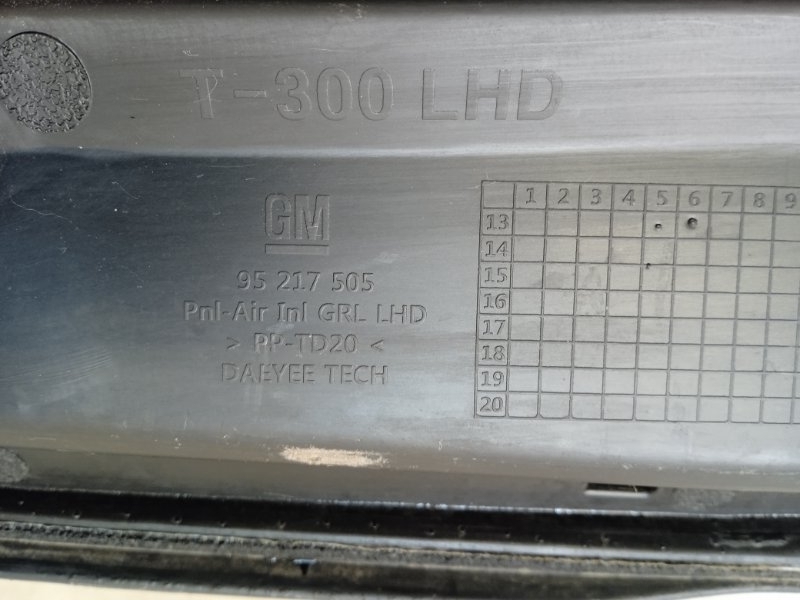 T-300 LHD
GM
95 217 505
Pnl-Air Inl GRL LHD
> PP-TD20 <
DAEYEE TECH
1 2 3 4 5 6 7 8 9
13
14
15
16
17
18
19
20